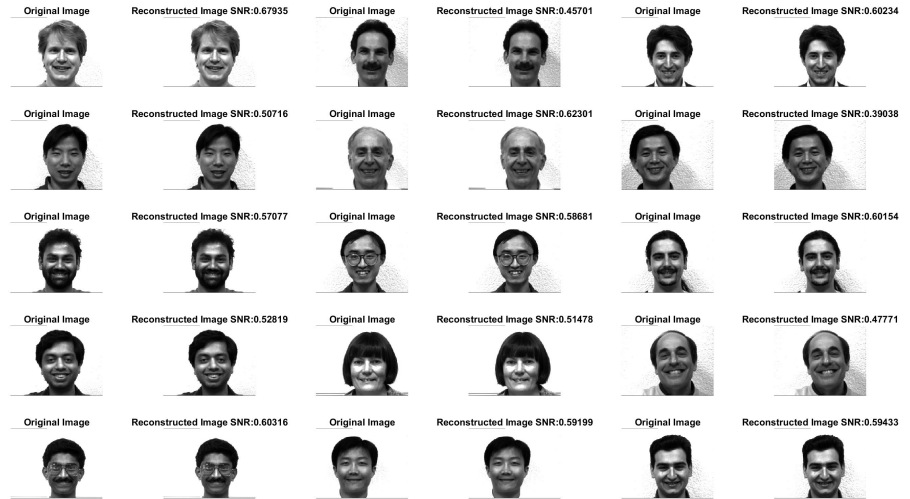 Original Image Reconstructed Image SNR:0.67935 Original Image Reconstructed Image SNR:0.45701 Original Image Reconstructed Image SNR:0.60234
Original Image Reconstructed Image SNR:0.50716 Original Image Reconstructed Image SNR:0.62301 Original Image Reconstructed Image SNR:0.39038
Original Image Reconstructed Image SNR:0.57077 Original Image Reconstructed Image SNR:0.58681 Original Image Reconstructed Image SNR:0.60154
Original Image Reconstructed Image SNR:0.52819 Original Image Reconstructed Image SNR:0.51478 Original Image Reconstructed Image SNR:0.47771
Original Image Reconstructed Image SNR:0.60316 Original Image Reconstructed Image SNR:0.59199 Original Image Reconstructed Image SNR:0.59433